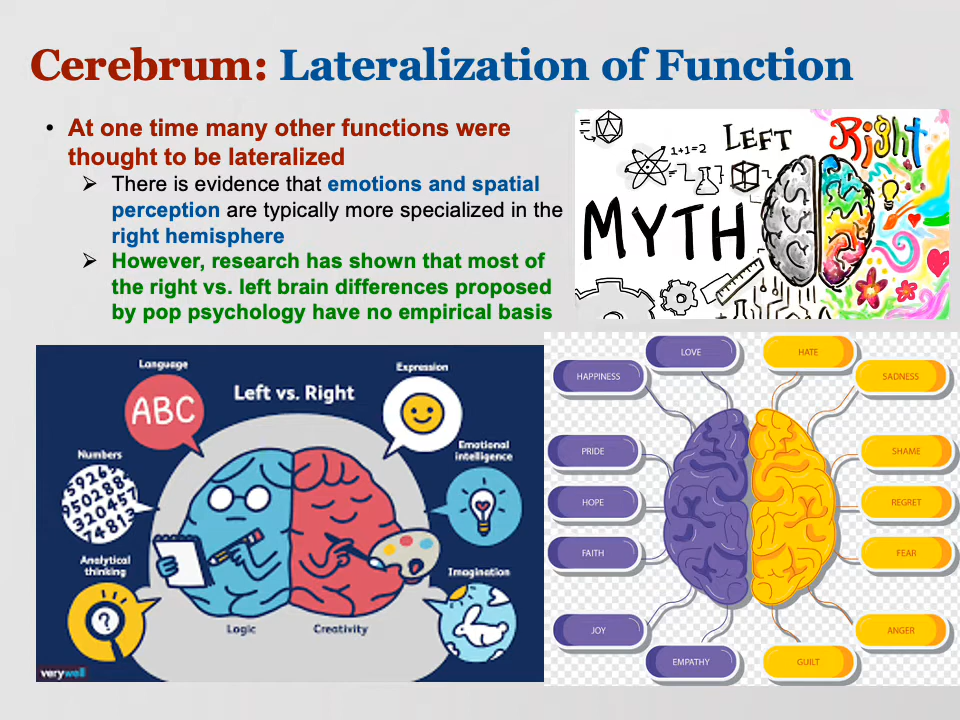 Cerebrum: Lateralization of Function
• At one time many other functions were
thought to be lateralized
➢ There is evidence that emotions and spatial
perception are typically more specialized in the
right hemisphere
➢ However, research has shown that most of
the right vs. left brain differences proposed
by pop psychology have no empirical basis
LEFT
Right
1+1=2
MYTH
Language
ABC
Left vs. Right
Expression
Numbers
Emotional
intelligence
Analytical
thinking
?
Imagination
Logic
Creativity
verywell
LOVE
HATE
HAPPINESS
SADNESS
PRIDE
SHAME
HOPE
REGRET
FAITH
FEAR
JOY
ANGER
EMPATHY
GUILT